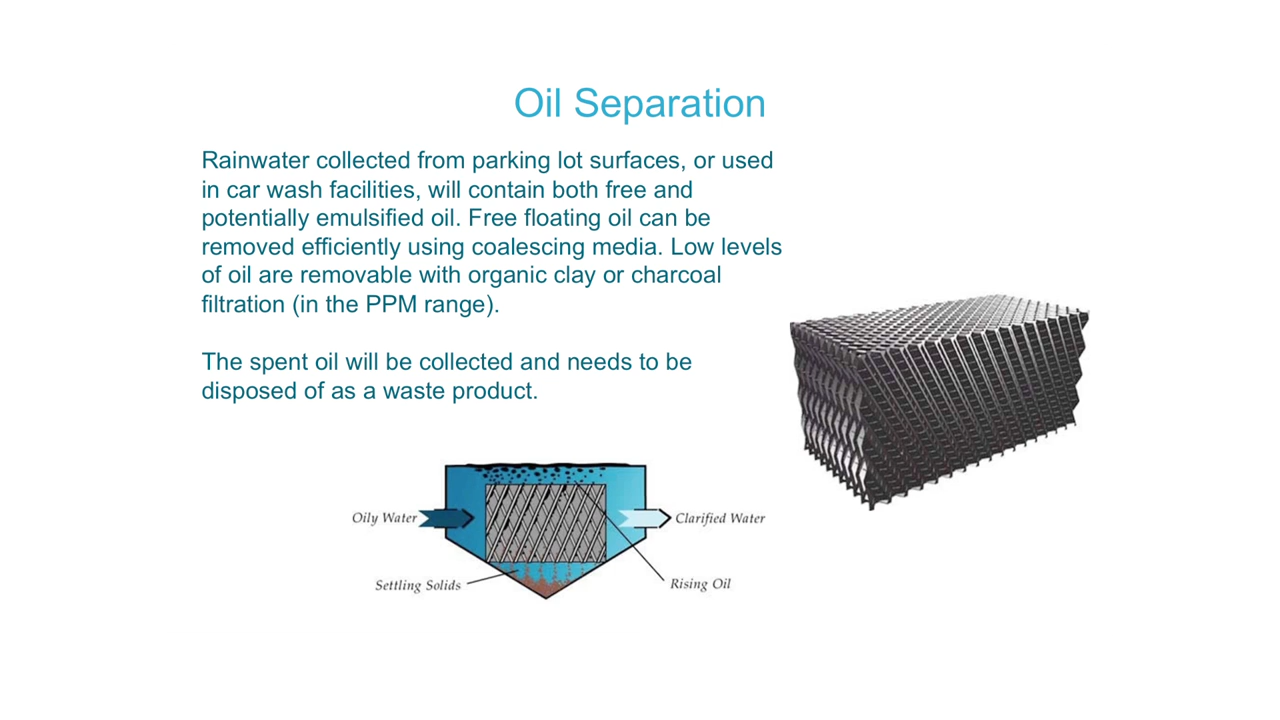 Oil Separation
Rainwater collected from parking lot surfaces, or used
in car wash facilities, will contain both free and
potentially emulsified oil. Free floating oil can be
removed efficiently using coalescing media. Low levels
of oil are removable with organic clay or charcoal
filtration (in the PPM range).
The spent oil will be collected and needs to be
disposed of as a waste product.
Oily Water
Clarified Water
Settling Solids
Rising Oil